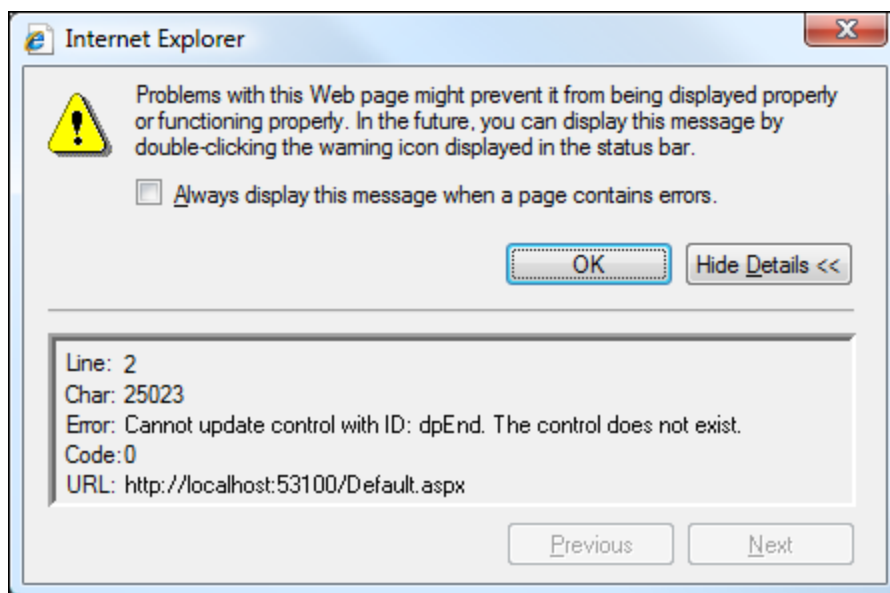 Internet Explorer
Problems with this Web page might prevent it from being displayed properly
or functioning properly. In the future, you can display this message by
double-clicking the warning icon displayed in the status bar.
Always display this message when a page contains errors.
OK
Hide Details <<
Line: 2
Char: 25023
Error: Cannot update control with ID: dpEnd. The control does not exist.
Code:0
URL: http://localhost:53100/Default.aspx
Previous
Next